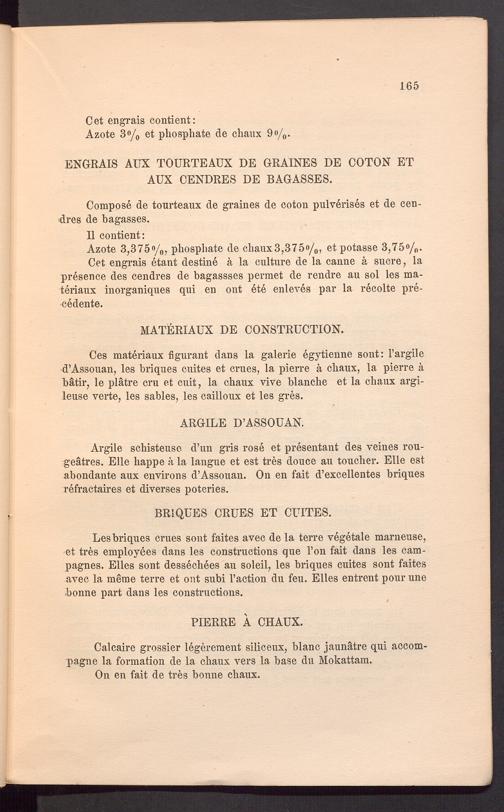 165
Cet engrais contient:
Azote 3% et phosphate de chaux 9%.
ENGRAIS AUX TOURTEAUX DE GRAINES DE COTON ET
AUX CENDRES DE BAGASSES.
Composé de tourteaux de graines de coton pulvérisés et de cen-
dres de bagasses.
Il contient:
Azote 3,375%, phosphate de chaux 3,375%, et potasse 3,75%.
Cet engrais étant destiné à la culture de la canne à sucre, la
présence des cendres de bagassses permet de rendre au sol les ma-
tériaux inorganiques qui en ont été enlevés par la récolte pré-
cédente.
MATÉRIAUX DE CONSTRUCTION.
Ces matériaux figurant dans la galerie égytienne sont: l'argile
d'Assouan, les briques cuites et crues, la pierre à chaux, la pierre à
bâtir, le plâtre cru et cuit, la chaux vive blanche et la chaux argi-
leuse verte, les sables, les cailloux et les grès.
ARGILE D'ASSOUAN.
Argile schisteuse d'un gris rosé et présentant des veines rou-
geâtres. Elle happe à la langue et est très douce au toucher. Elle est
abondante aux environs d'Assouan. On en fait d'excellentes briques
réfractaires et diverses poteries.
BRIQUES CRUES ET CUITES.
Les briques crues sont faites avec de la terre végétale marneuse,
et très employées dans les constructions que l'on fait dans les cam-
pagnes. Elles sont desséchées au soleil, les briques cuites sont faites
avec la même terre et ont subi l'action du feu. Elles entrent pour une
bonne part dans les constructions.
PIERRE À CHAUX.
Calcaire grossier légèrement siliceux, blanc jaunâtre qui accom-
pagne la formation de la chaux vers la base du Mokattam.
On en fait de très bonne chaux.